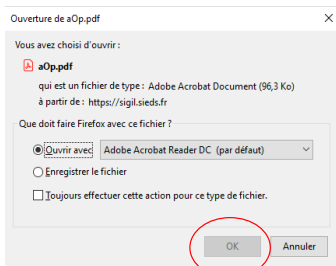 Ouverture de aOp.pdf
Vous avez choisi d'ouvrir :
aOp.pdf
qui est un fichier de type : Adobe Acrobat Document (96,3 Ko)
à partir de : https://sigil.sieds.fr
Que doit faire Firefox avec ce fichier ?
Ouvrir avec Adobe Acrobat Reader DC (par défaut)
Enregistrer le fichier
Toujours effectuer cette action pour ce type de fichier.
OK Annuler